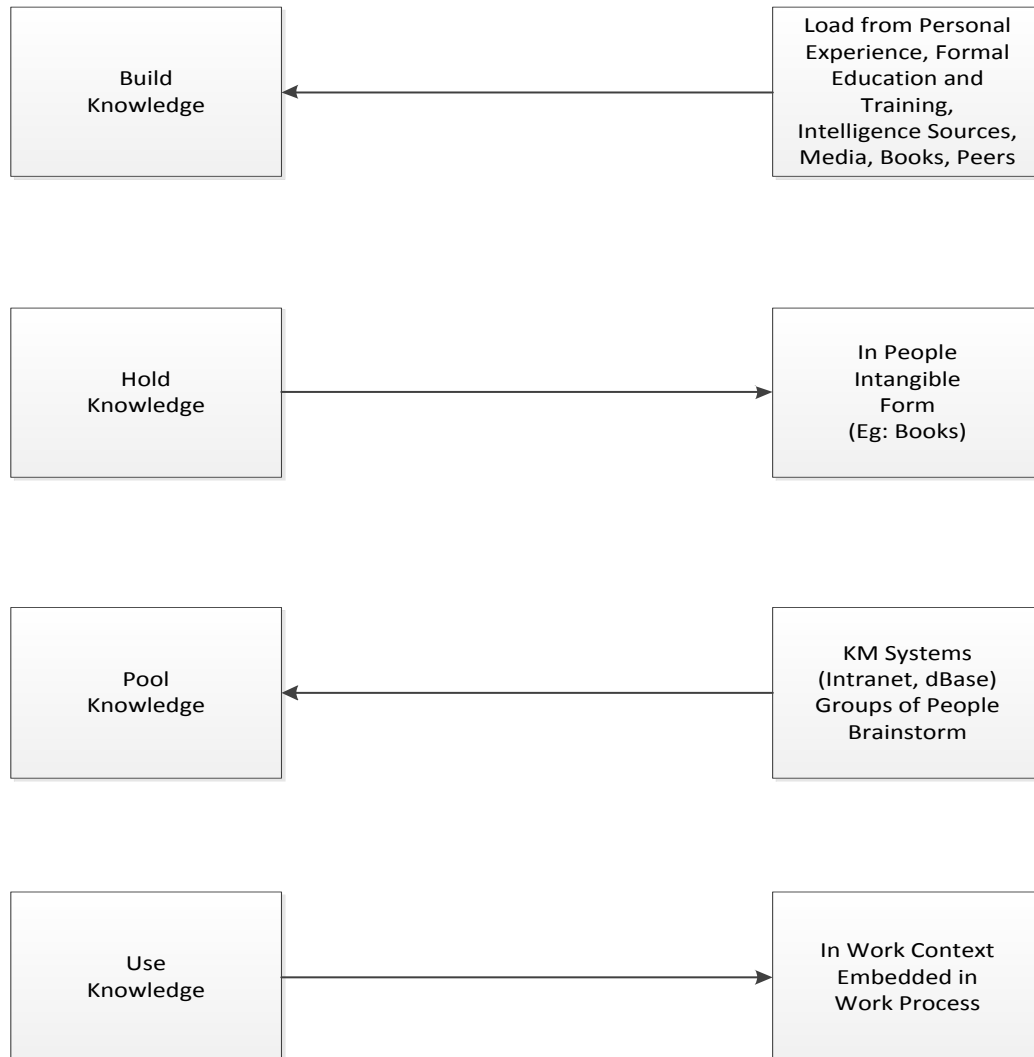 Build
Knowledge
Load from Personal
Experience, Formal
Education and
Training,
Intelligence Sources,
Media, Books, Peers
Hold
Knowledge
In People
Intangible
Form
(Eg: Books)
Pool
Knowledge
KM Systems
(Intranet, dBase)
Groups of People
Brainstorm
Use
Knowledge
In Work Context
Embedded in
Work Process